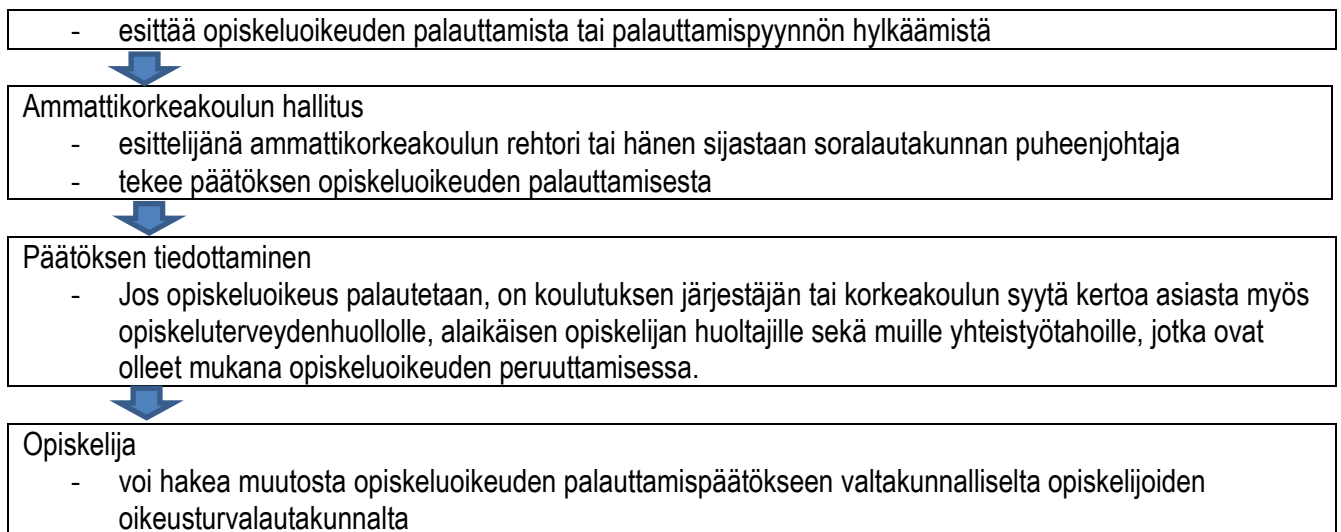 - esittää opiskeluoikeuden palauttamista tai palauttamispyynnön hylkäämistä
Ammattikorkeakoulun hallitus
- esittelijänä ammattikorkeakoulun rehtori tai hänen sijastaan soralautakunnan puheenjohtaja
- tekee päätöksen opiskeluoikeuden palauttamisesta
Päätöksen tiedottaminen
- Jos opiskeluoikeus palautetaan, on koulutuksen järjestäjän tai korkeakoulun syytä kertoa asiasta myös
opiskeluterveydenhuollolle, alaikäisen opiskelijan huoltajille sekä muille yhteistyötahoille, jotka ovat
olleet mukana opiskeluoikeuden peruuttamisessa.
Opiskelija
- voi hakea muutosta opiskeluoikeuden palauttamispäätökseen valtakunnalliselta opiskelijoiden
oikeusturvalautakunnalta